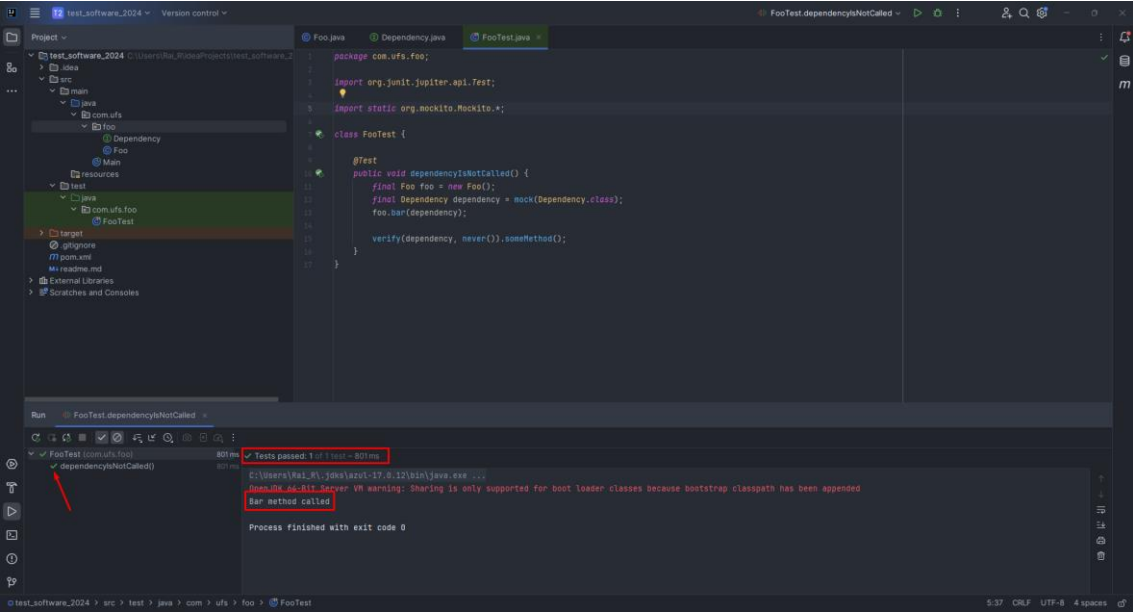 T2 test_software_2024 Version control FooTest.dependencyIsNotCalled
Project Foo.java Dependency.java FooTest.java
test_software_2024 C:\Users\Rai_R\IdeaProjects\test_software_2
.idea
src
main
java
com.ufs
foo
Dependency
Foo
Main
resources
test
java
com.ufs.foo
FooTest
target
.gitignore
pom.xml
readme.md
External Libraries
Scratches and Consoles
1 package com.ufs.foo;
2
3 import org.junit.jupiter.api.Test;
4
5 import static org.mockito.Mockito.*;
6
7 class FooTest {
8
9 @Test
10 public void dependencyIsNotCalled() {
11 final Foo foo = new Foo();
12 final Dependency dependency = mock(Dependency.class);
13 foo.bar(dependency);
14
15 verify(dependency, never()).someMethod();
16 }
17 }
Run FooTest.dependencyIsNotCalled
FooTest (com.ufs.foo) 801 ms
dependencyIsNotCalled() 801 ms
Tests passed: 1 of 1 test – 801 ms
C:\Users\Rai_R\.jdks\azul-17.0.12\bin\java.exe ...
OpenJDK 64-Bit Server VM warning: Sharing is only supported for boot loader classes because bootstrap classpath has been appended
Bar method called
Process finished with exit code 0
test_software_2024 > src > test > java > com > ufs > foo > FooTest 5:37 CRLF UTF-8 4 spaces